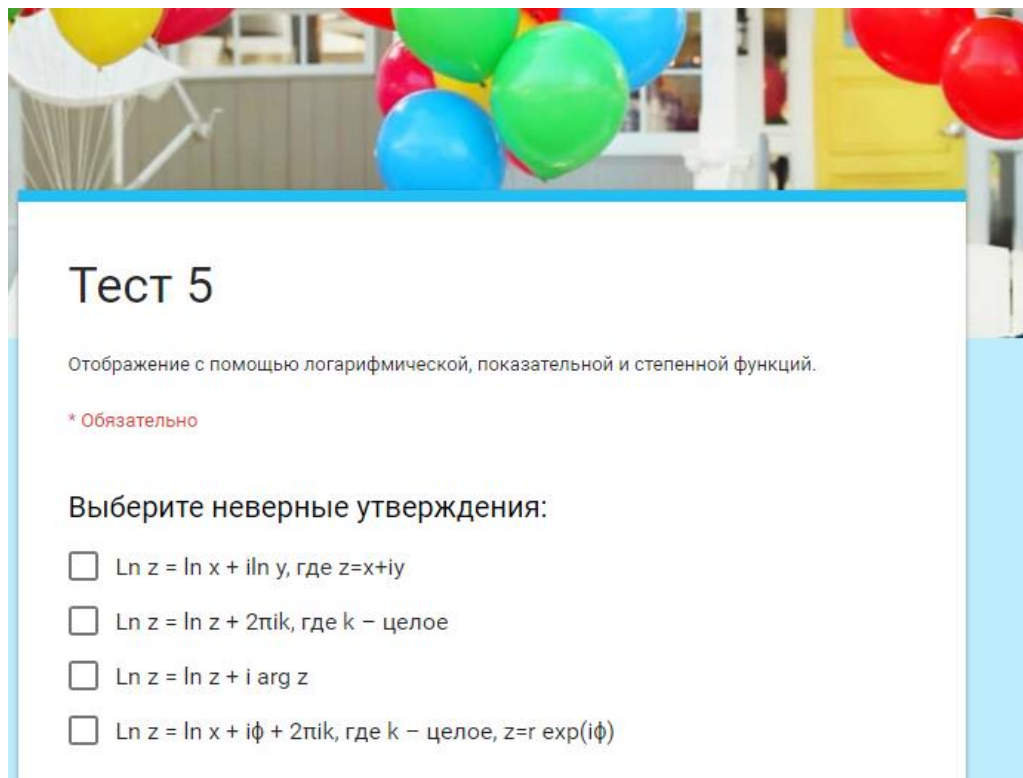 Тест 5
Отображение с помощью логарифмической, показательной и степенной функций.
* Обязательно
Выберите неверные утверждения:
Ln z = ln x + iln y, где z=x+iy
Ln z = ln z + 2πik, где k – целое
Ln z = ln z + i arg z
Ln z = ln x + iϕ + 2πik, где k – целое, z=r exp(iϕ)